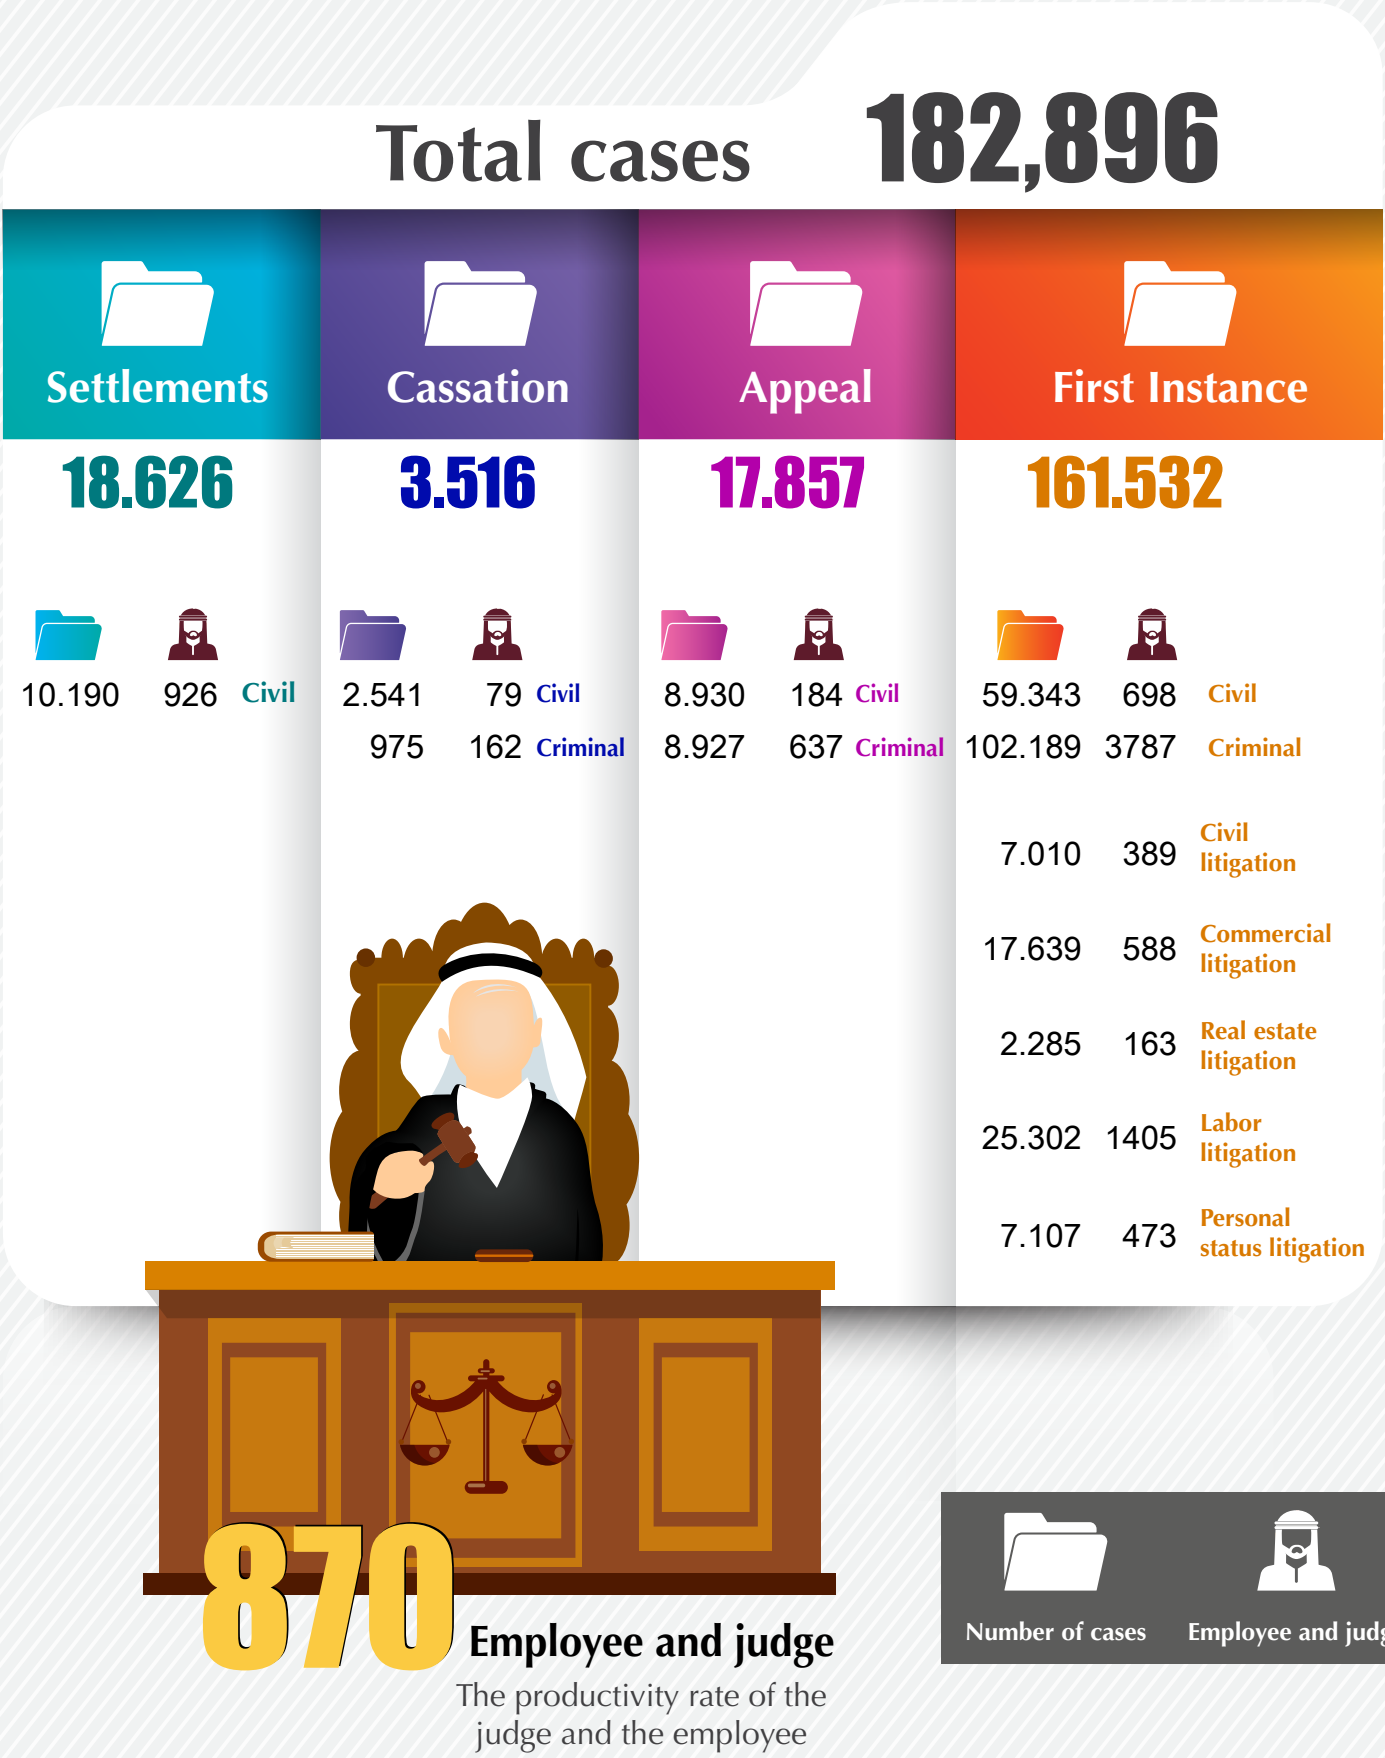 Total cases 182,896
Settlements Cassation Appeal First Instance
18.626 3.516 17.857 161.532
10.190 926 Civil 2.541 79 Civil 8.930 184 Civil 59.343 698 Civil
975 162 Criminal 8.927 637 Criminal 102.189 3787 Criminal
7.010 389 Civil
litigation
17.639 588 Commercial
litigation
2.285 163 Real estate
litigation
25.302 1405 Labor
litigation
7.107 473 Personal
status litigation
870
Employee and judge
The productivity rate of the
judge and the employee
Number of cases Employee and